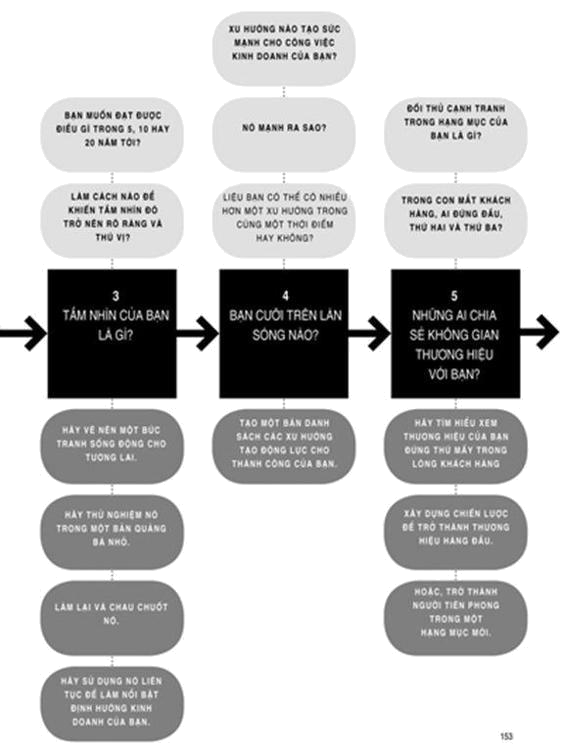 BẠN MUỐN ĐẠT ĐƯỢC
ĐIỀU GÌ TRONG 5, 10 HAY
20 NĂM TỚI?
LÀM CÁCH NÀO ĐỂ
KHIẾN TẦM NHÌN ĐÓ
TRỞ NÊN RÕ RÀNG VÀ
THÚ VỊ?
3
TẦM NHÌN CỦA BẠN
LÀ GÌ?
HÃY VẼ NÊN MỘT BỨC
TRANH SỐNG ĐỘNG CHO
TƯƠNG LAI.
HÃY THỬ NGHIỆM NÓ
TRONG MỘT BẢN QUẢNG
BÁ NHỎ.
LÀM LẠI VÀ CHAU CHUỐT
NÓ.
HÃY SỬ DỤNG NÓ LIÊN
TỤC ĐỂ LÀM NỔI BẬT
ĐỊNH HƯỚNG KINH
DOANH CỦA BẠN.
XU HƯỚNG NÀO TẠO SỨC
MẠNH CHO CÔNG VIỆC
KINH DOANH CỦA BẠN?
NÓ MẠNH RA SAO?
LIỆU BẠN CÓ THỂ CÓ NHIỀU
HƠN MỘT XU HƯỚNG TRONG
CÙNG MỘT THỜI ĐIỂM
HAY KHÔNG?
4
BẠN CƯỠI TRÊN LÀN
SÓNG NÀO?
TẠO MỘT BẢN DANH
SÁCH CÁC XU HƯỚNG
TẠO ĐỘNG LỰC CHO
THÀNH CÔNG CỦA BẠN.
ĐỐI THỦ CẠNH TRANH
TRONG HẠNG MỤC CỦA
BẠN LÀ GÌ?
TRONG CON MẮT KHÁCH
HÀNG, AI ĐỨNG ĐẦU,
THỨ HAI VÀ THỨ BA?
5
NHỮNG AI CHIA
SẺ KHÔNG GIAN
THƯƠNG HIỆU
VỚI BẠN?
HÃY TÌM HIỂU XEM
THƯƠNG HIỆU CỦA BẠN
ĐỨNG THỨ MẤY TRONG
LÒNG KHÁCH HÀNG
XÂY DỰNG CHIẾN LƯỢC
ĐỂ TRỞ THÀNH THƯƠNG
HIỆU HÀNG ĐẦU.
HOẶC, TRỞ THÀNH
NGƯỜI TIÊN PHONG
TRONG MỘT
HẠNG MỤC MỚI.
153